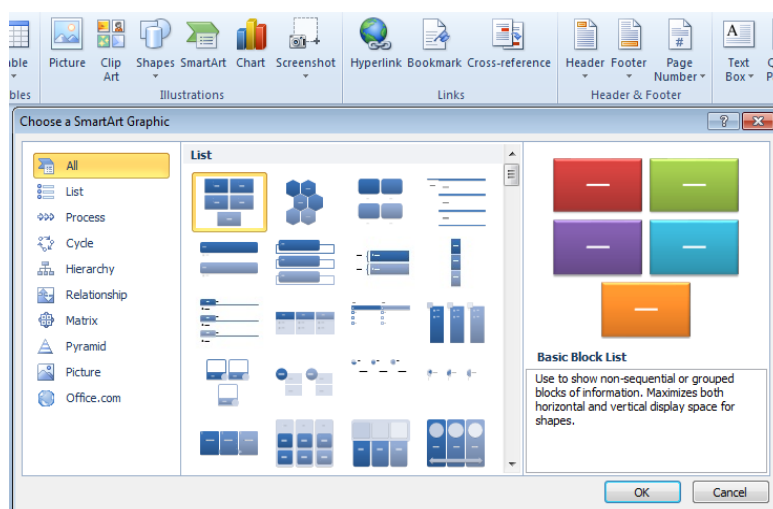 ble Picture Clip Shapes SmartArt Chart Screenshot Hyperlink Bookmark Cross-reference Header Footer Page Text
Art Number Box
bles Illustrations Links Header & Footer
Choose a SmartArt Graphic
All
List
Process
Cycle
Hierarchy
Relationship
Matrix
Pyramid
Picture
Office.com
List
Basic Block List
Use to show non-sequential or grouped
blocks of information. Maximizes both
horizontal and vertical display space for
shapes.
OK Cancel